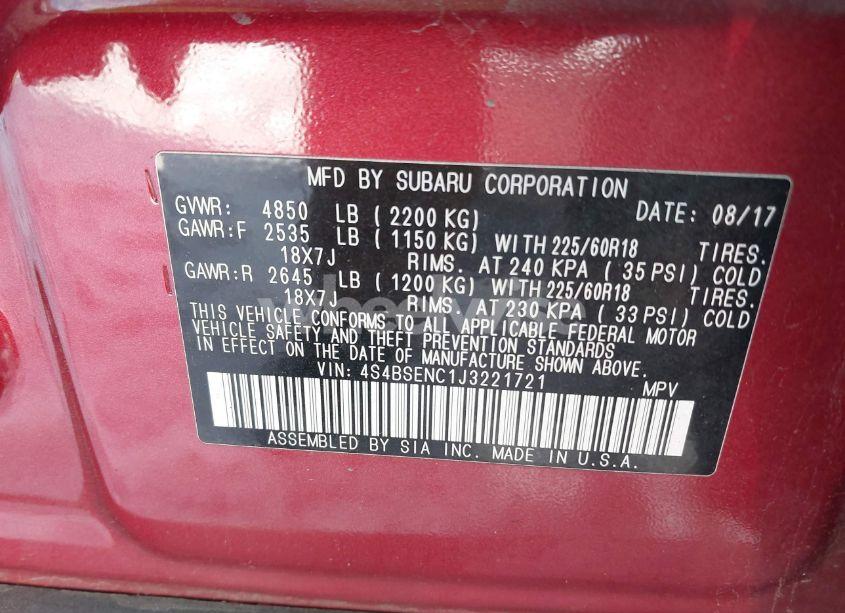 MFD BY SUBARU CORPORATION
GVWR: 4850 LB (2200 KG) DATE: 08/17
GAWR:F 2535 LB (1150 KG) WITH 225/60R18 TIRES.
18X7J RIMS. AT 240 KPA ( 35 PSI) COLD
GAWR:R 2645 LB (1200 KG) WITH 225/60R18 TIRES.
18X7J RIMS. AT 230 KPA ( 33 PSI) COLD
THIS VEHICLE CONFORMS TO ALL APPLICABLE FEDERAL MOTOR
VEHICLE SAFETY AND THEFT PREVENTION STANDARDS
IN EFFECT ON THE DATE OF MANUFACTURE SHOWN ABOVE.
VIN: 4S4BSENC1J3221721 MPV
ASSEMBLED BY SIA INC. MADE IN U.S.A.